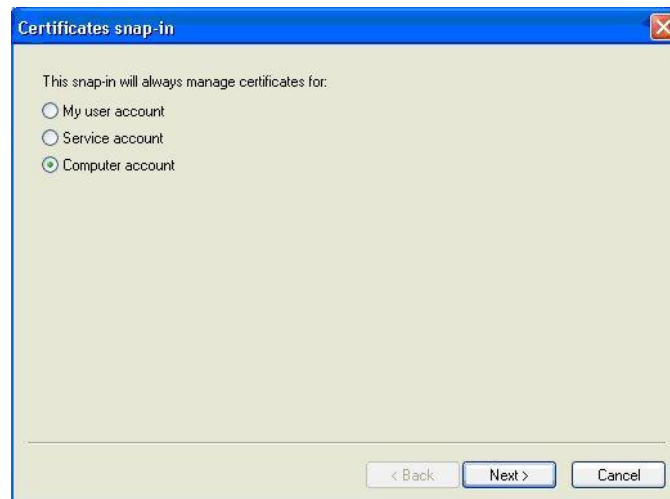 Certificates snap-in
This snap-in will always manage certificates for:
My user account
Service account
Computer account
< Back Next > Cancel